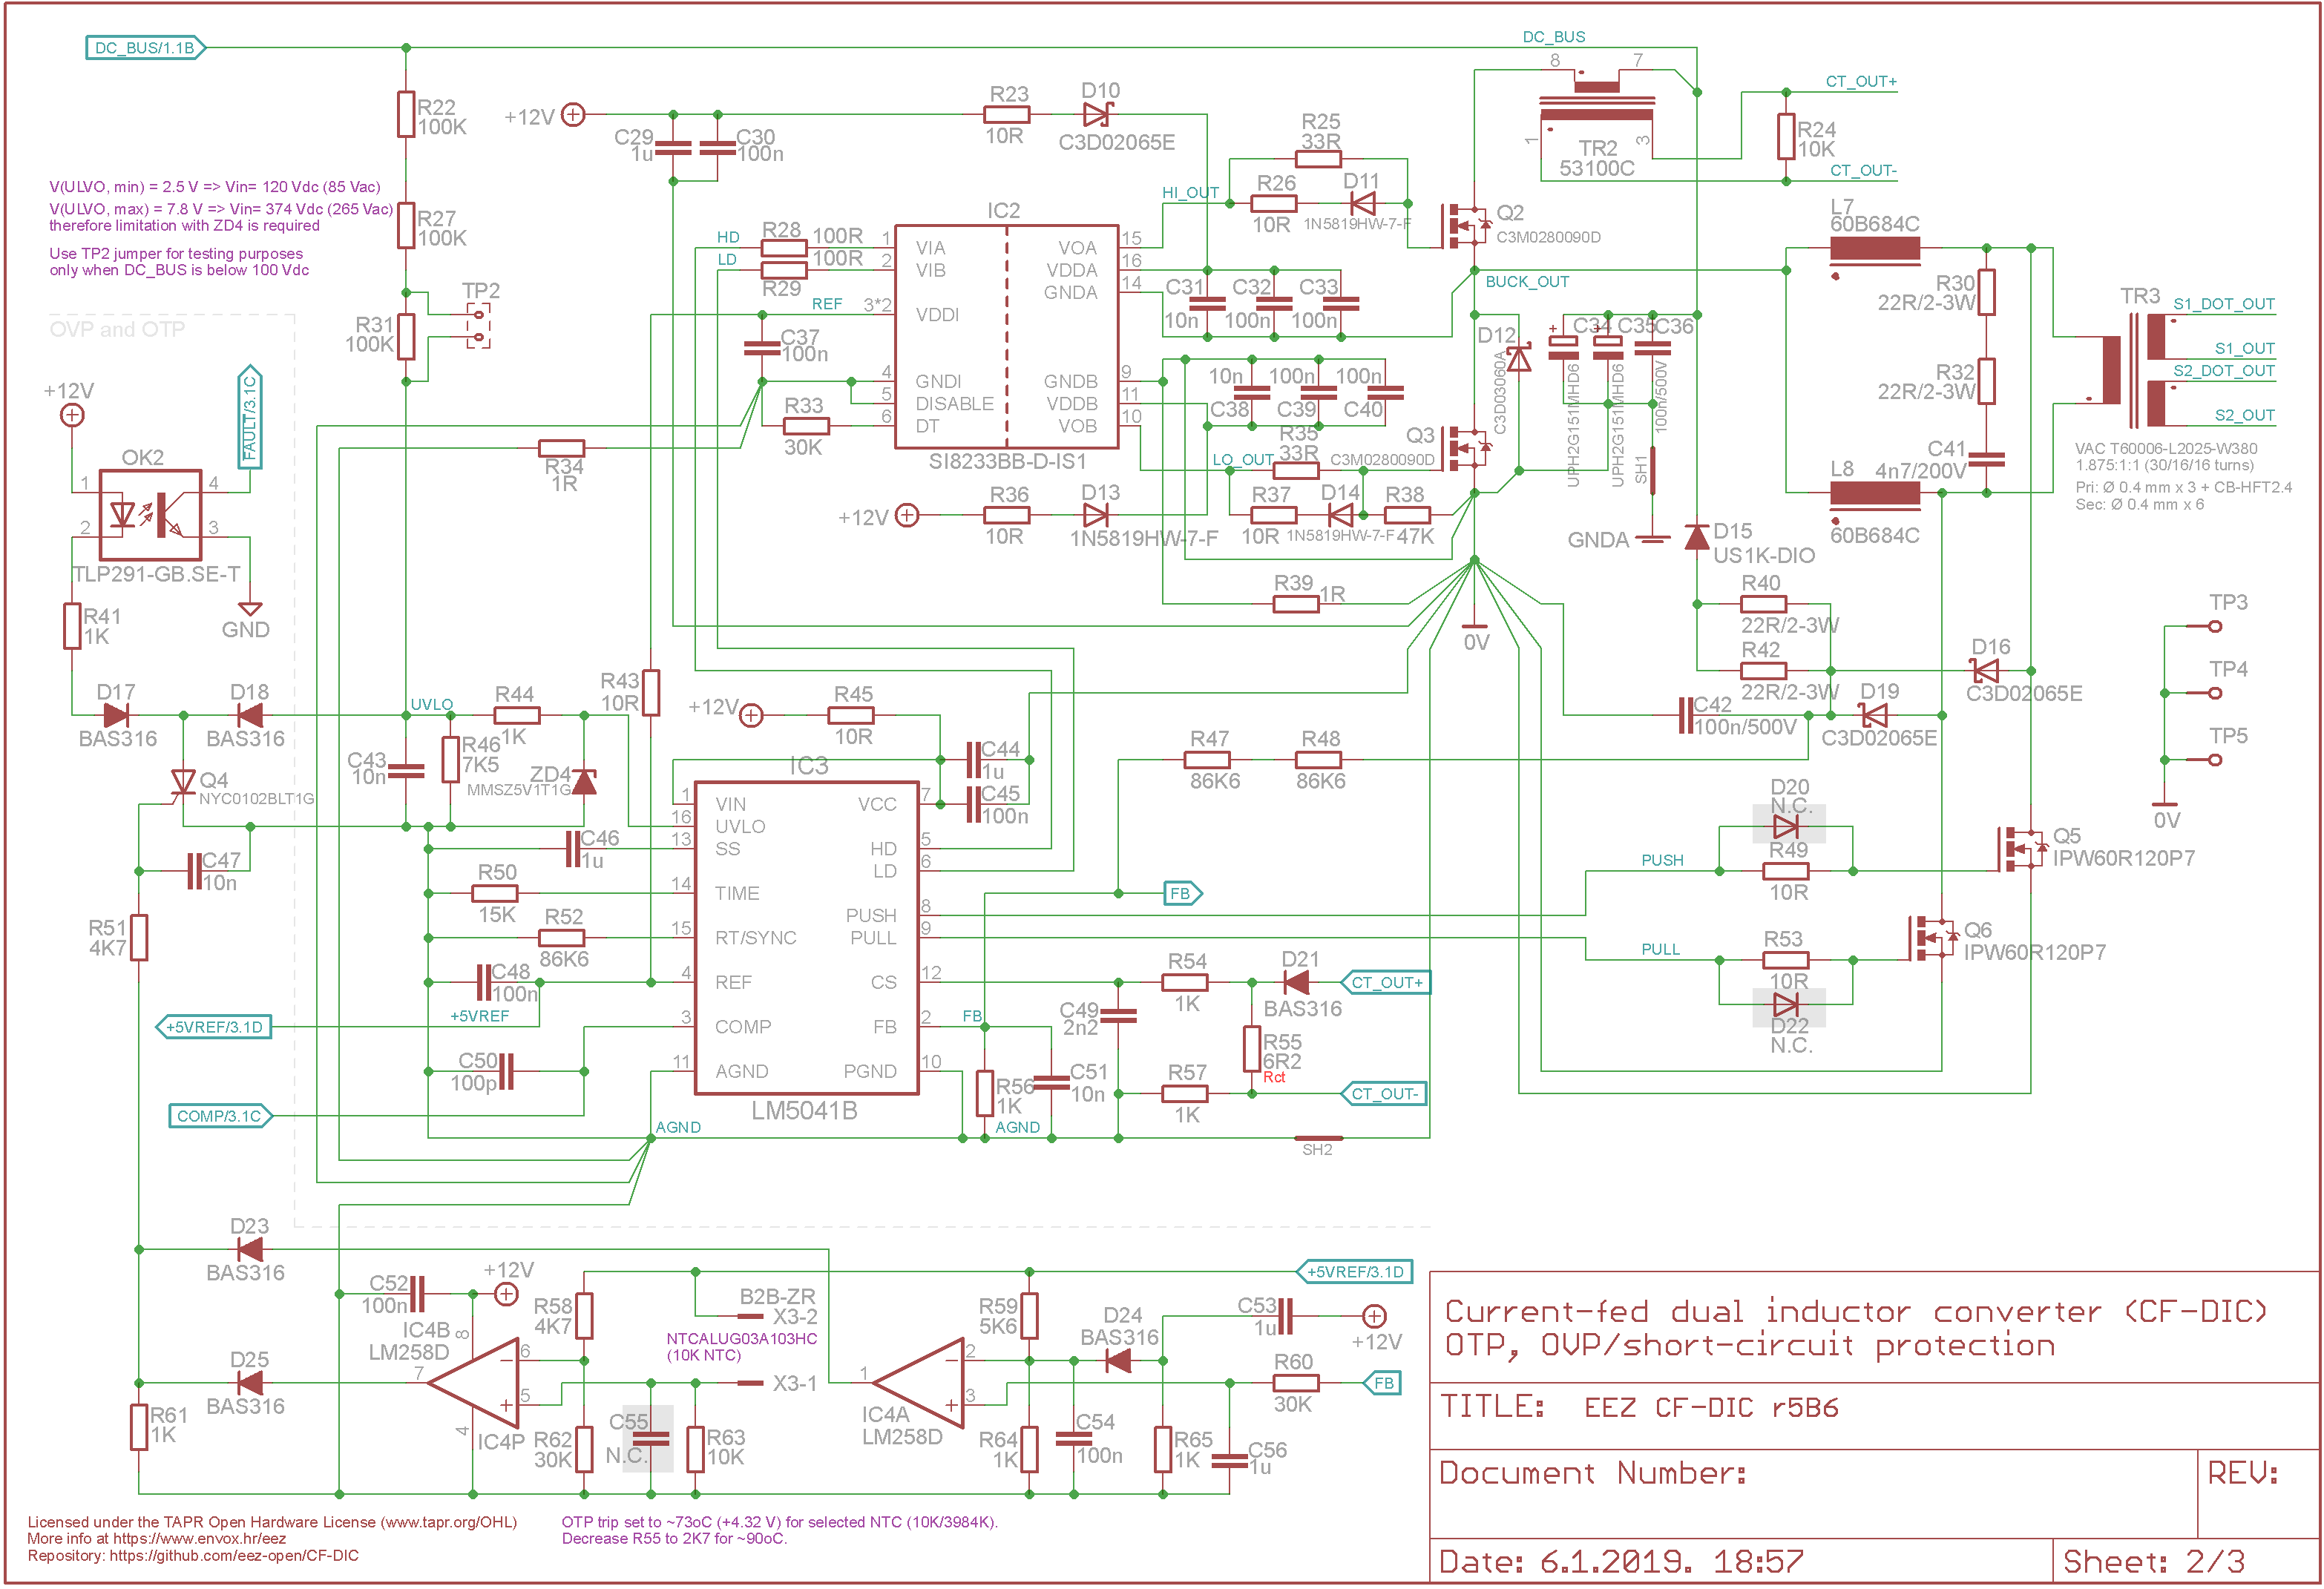 DC_BUS/1.1B
DC_BUS
8
7
CT_OUT+
R22
100K
+12V
C29
1u
C30
100n
R23
10R
D10
C3D02065E
R25
33R
1
3
TR2
53100C
R24
10K
CT_OUT-
V(ULVO, min) = 2.5 V => Vin= 120 Vdc (85 Vac)
V(ULVO, max) = 7.8 V => Vin= 374 Vdc (265 Vac)
therefore limitation with ZD4 is required
Use TP2 jumper for testing purposes
only when DC_BUS is below 100 Vdc
R27
100K
HI_OUT
R26
10R
D11
1N5819HW-7-F
Q2
C3M0280090D
L7
60B684C
IC2
HD
R28
100R
LD
R29
100R
1
VIA
2
VIB
REF
3*2
VDDI
4
GNDI
5
DISABLE
6
DT
VOA
15
VDDA
16
GNDA
14
GNDB
9
VDDB
11
VOB
10
SI8233BB-D-IS1
C31
10n
C32
100n
C33
100n
BUCK_OUT
R30
22R/2-3W
TR3
S1_DOT_OUT
S1_OUT
S2_DOT_OUT
S2_OUT
TP2
OVP and OTP
R31
100K
C37
100n
D12
C3D03060A
+
C34
UPH2G151MHD6
+
C35
UPH2G151MHD6
C36
100n/500V
R32
22R/2-3W
+12V
FAULT/3.1C
10n
C38
100n
C39
100n
C40
R33
30K
R34
1R
R35
33R
LO_OUT
C3M0280090D
Q3
SH1
C41
4n7/200V
L8
60B684C
VAC T60006-L2025-W380
1.875:1:1 (30/16/16 turns)
Pri: Ø 0.4 mm x 3 + CB-HFT2.4
Sec: Ø 0.4 mm x 6
OK2
1
2
4
3
TLP291-GB.SE-T
+12V
R36
10R
D13
1N5819HW-7-F
R37
10R
D14
1N5819HW-7-F
R38
47K
GNDA
D15
US1K-DIO
R41
1K
GND
R39
1R
0V
R40
22R/2-3W
R42
22R/2-3W
D16
C3D02065E
TP3
TP4
TP5
0V
D17
BAS316
D18
BAS316
UVLO
R44
1K
R43
10R
+12V
R45
10R
C42
100n/500V
D19
C3D02065E
Q4
NYC0102BLT1G
C43
10n
R46
7K5
ZD4
MMSZ5V1T1G
IC3
C44
1u
C45
100n
R47
86K6
R48
86K6
D20
N.C.
1
VIN
16
UVLO
13
SS
14
TIME
15
RT/SYNC
4
REF
3
COMP
11
AGND
VCC
7
HD
5
LD
6
PUSH
8
PULL
9
CS
12
FB
2
PGND
10
LM5041B
C46
1u
C47
10n
R50
15K
R52
86K6
C48
100n
+5VREF
+5VREF/3.1D
C50
100p
COMP/3.1C
AGND
R51
4K7
FB
PUSH
R49
10R
Q5
IPW60R120P7
PULL
R53
10R
D22
N.C.
Q6
IPW60R120P7
R54
1K
D21
BAS316
CT_OUT+
C49
2n2
R55
6R2
Rct
FB
R56
1K
C51
10n
R57
1K
CT_OUT-
AGND
SH2
D23
BAS316
C52
100n
+12V
IC4B
LM258D
8
7
6
5
4
IC4P
R58
4K7
B2B-ZR
X3-2
NTCALUG03A103HC
(10K NTC)
X3-1
R59
5K6
D24
BAS316
C53
1u
+12V
+5VREF/3.1D
D25
BAS316
1
2
3
IC4A
LM258D
R60
30K
FB
R61
1K
R62
30K
C55
N.C.
R63
10K
R64
1K
C54
100n
R65
1K
C56
1u
Current-fed dual inductor converter (CF-DIC)
OTP, OVP/short-circuit protection
TITLE: EEZ CF-DIC r5B6
Document Number:
REV:
Date: 6.1.2019. 18:57
Sheet: 2/3
Licensed under the TAPR Open Hardware License (www.tapr.org/OHL)
More info at https://www.envox.hr/eez
Repository: https://github.com/eez-open/CF-DIC
OTP trip set to ~73oC (+4.32 V) for selected NTC (10K/3984K).
Decrease R55 to 2K7 for ~90oC.